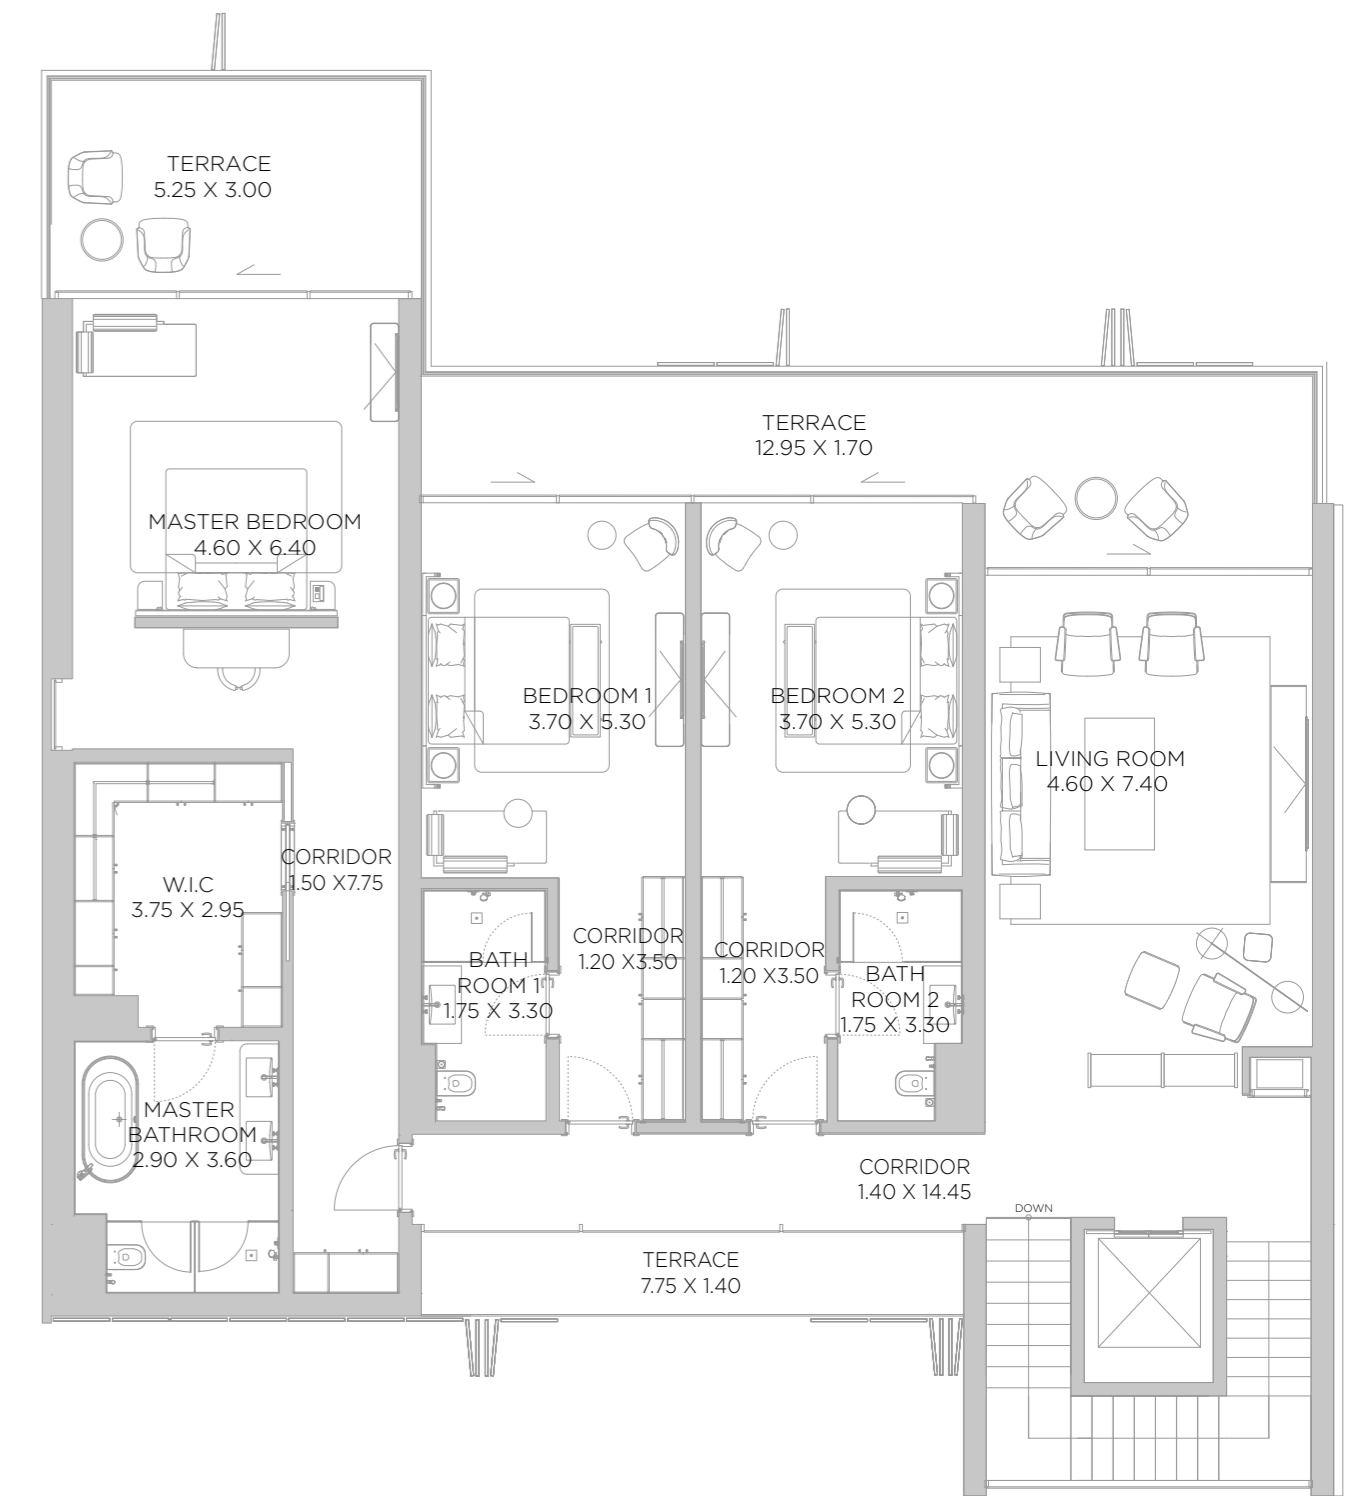 TERRACE
5.25 X 3.00
TERRACE
12.95 X 1.70
MASTER BEDROOM
4.60 X 6.40
BEDROOM 1
3.70 X 5.30
BEDROOM 2
3.70 X 5.30
LIVING ROOM
4.60 X 7.40
CORRIDOR
1.50 X7.75
W.I.C
3.75 X 2.95
CORRIDOR
1.20 X3.50
CORRIDOR
1.20 X3.50
BATH
ROOM 1
1.75 X 3.30
BATH
ROOM 2
1.75 X 3.30
MASTER
BATHROOM
2.90 X 3.60
CORRIDOR
1.40 X 14.45
DOWN
TERRACE
7.75 X 1.40